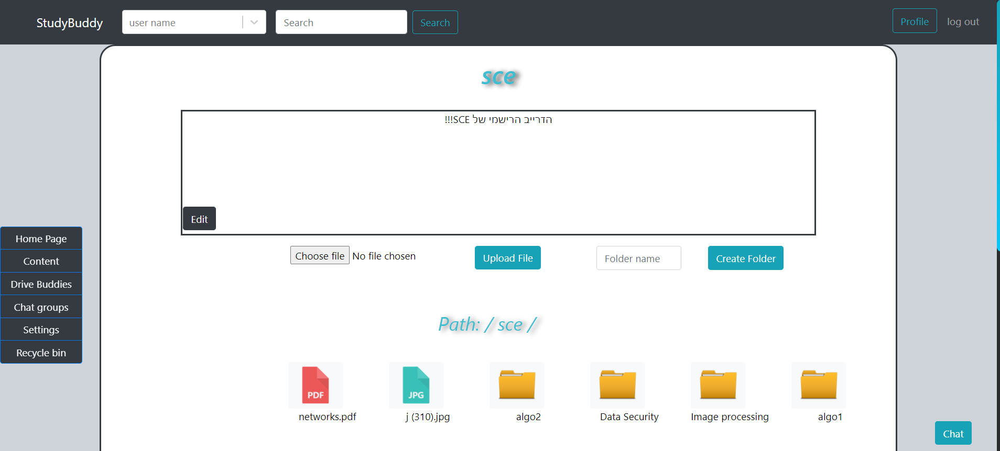 StudyBuddy
user name
Search
Search
Profile
log out
sce
הדרייב הרישמי של SCE!!!
Edit
Home Page
Content
Drive Buddies
Chat groups
Settings
Recycle bin
Choose file No file chosen
Upload File
Folder name
Create Folder
Path: / sce /
PDF
JPG
networks.pdf
j (310).jpg
algo2
Data Security
Image processing
algo1
Chat